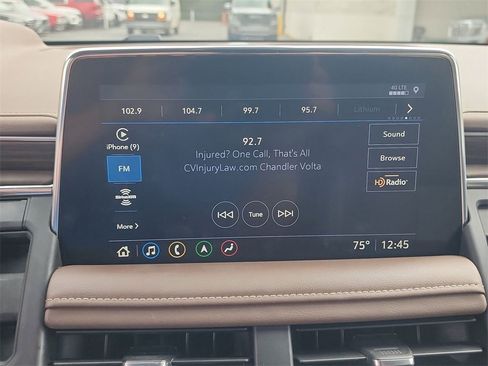 4G LTE
102.9 104.7 99.7 95.7 Lithium
iPhone (9)
92.7
Injured? One Call, That's All
CVInjuryLaw.com Chandler Volta
Sound
FM
Browse
HD Radio
SiriusXM
Tune
More
75° 12:45